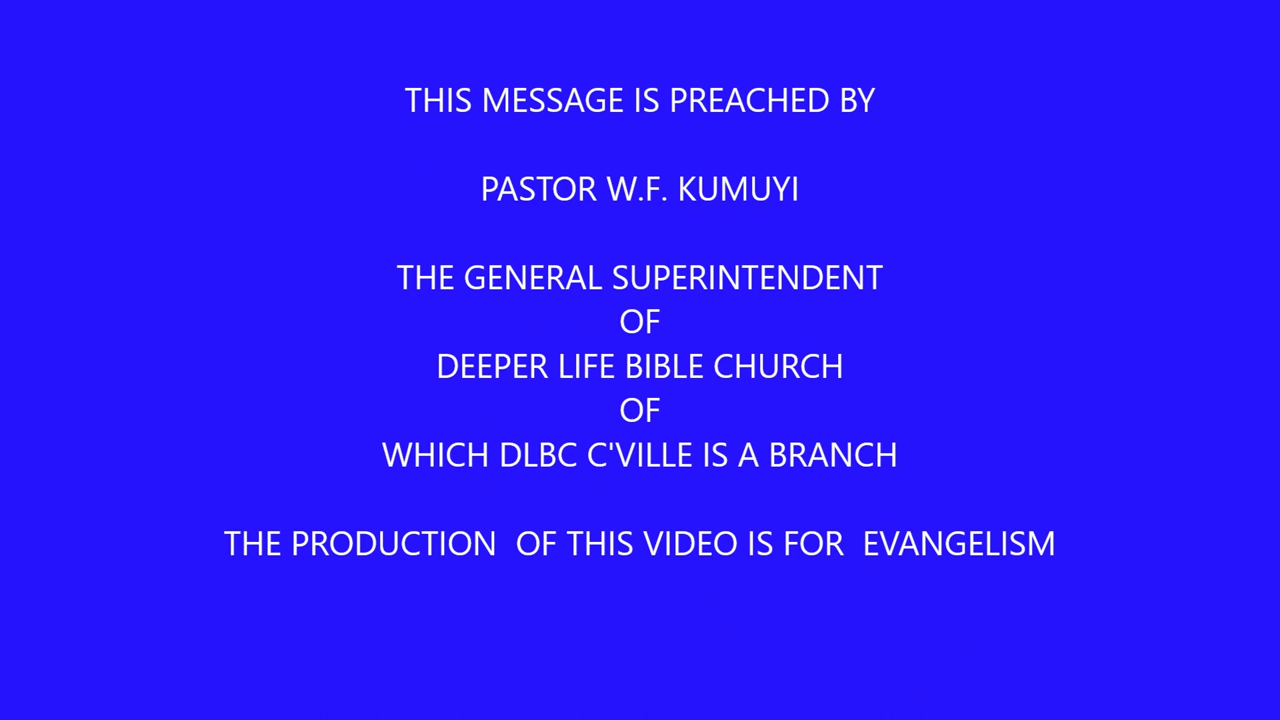 THIS MESSAGE IS PREACHED BY
PASTOR W.F. KUMUYI
THE GENERAL SUPERINTENDENT
OF
DEEPER LIFE BIBLE CHURCH
OF
WHICH DLBC C'VILLE IS A BRANCH
THE PRODUCTION  OF THIS VIDEO IS FOR  EVANGELISM